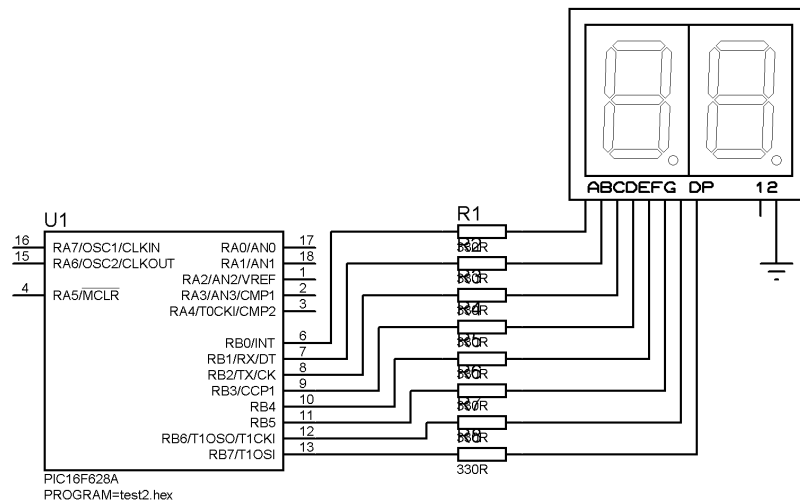 ABCDEFG DP 12
U1
16 RA7/OSC1/CLKIN
15 RA6/OSC2/CLKOUT
4 RA5/MCLR
RA0/AN0 17
RA1/AN1 18
RA2/AN2/VREF 1
RA3/AN3/CMP1 2
RA4/T0CKI/CMP2 3
RB0/INT 6
RB1/RX/DT 7
RB2/TX/CK 8
RB3/CCP1 9
RB4 10
RB5 11
RB6/T1OSO/T1CKI 12
RB7/T1OSI 13
PIC16F628A
PROGRAM=test2.hex
R1
330R